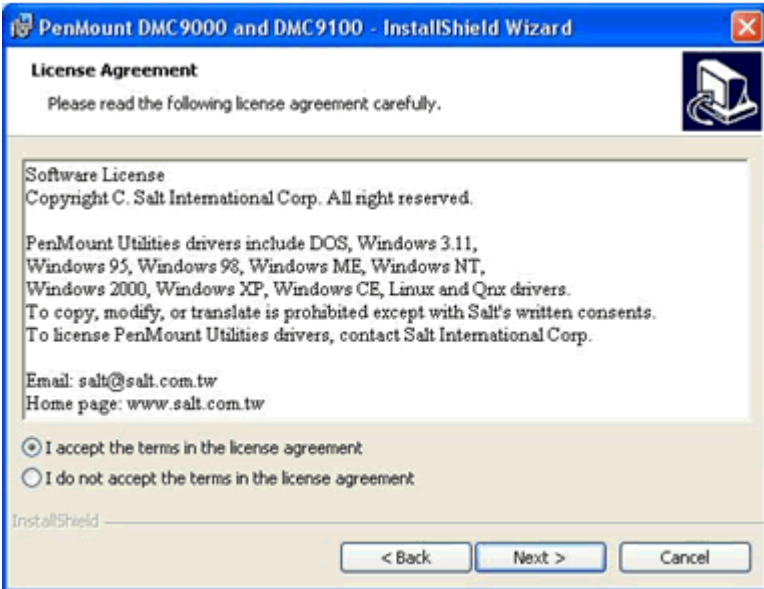 PenMount DMC9000 and DMC9100 - InstallShield Wizard
License Agreement
Please read the following license agreement carefully.
Software License
Copyright C. Salt International Corp. All right reserved.
PenMount Utilities drivers include DOS, Windows 3.11,
Windows 95, Windows 98, Windows ME, Windows NT,
Windows 2000, Windows XP, Windows CE, Linux and Qnx drivers.
To copy, modify, or translate is prohibited except with Salt's written consents.
To license PenMount Utilities drivers, contact Salt International Corp.
Email: salt@salt.com.tw
Home page: www.salt.com.tw
I accept the terms in the license agreement
I do not accept the terms in the license agreement
InstallShield
< Back Next > Cancel